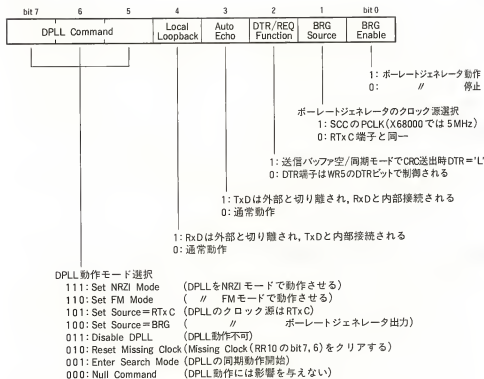 bit 7 6 5 4 3 2 1 bit 0
DPLL Command Local Loopback Auto Echo DTR/REQ Function BRG Source BRG Enable
1: ボーレートジェネレータ動作
0: 〃 停止
ボーレートジェネレータのクロック源選択
1: SCCのPCLK(X68000では5MHz)
0: RTxC端子と同一
1: 送信バッファ空/同期モードでCRC送出時DTR='L'
0: DTR端子はWR5のDTRビットで制御される
1: TxDは外部と切り離され, RxDと内部接続される
0: 通常動作
1: RxDは外部と切り離され, TxDと内部接続される
0: 通常動作
DPLL動作モード選択
111: Set NRZI Mode (DPLLをNRZIモードで動作させる)
110: Set FM Mode ( 〃 FMモードで動作する)
101: Set Source=RTxC (DPLLのクロック源はRTxC)
100: Set Source=BRG ( 〃 ボーレートジェネレータ出力)
011: Disable DPLL (DPLL動作不可)
010: Reset Missing Clock (Missing Clock(RR10のbit7, 6)をクリアする)
001: Enter Search Mode (DPLLの同期動作開始)
000: Null Command (DPLL動作には影響を与えない)